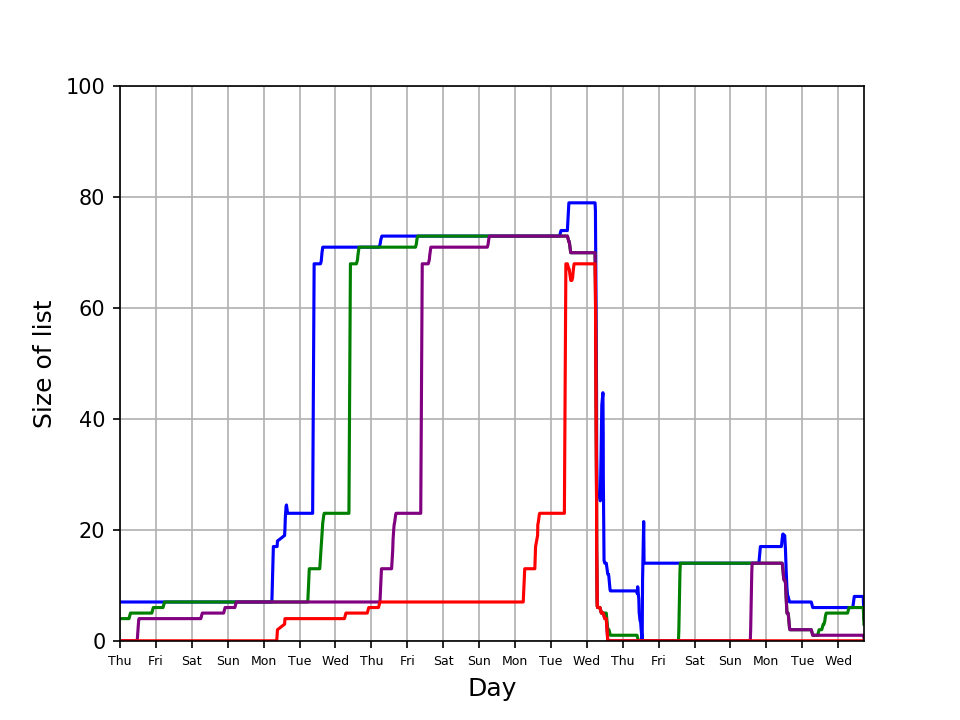 100
80
60
40
20
0
Size of list
Thu Fri Sat Sun Mon Tue Wed Thu Fri Sat Sun Mon Tue Wed Thu Fri Sat Sun Mon Tue Wed
Day